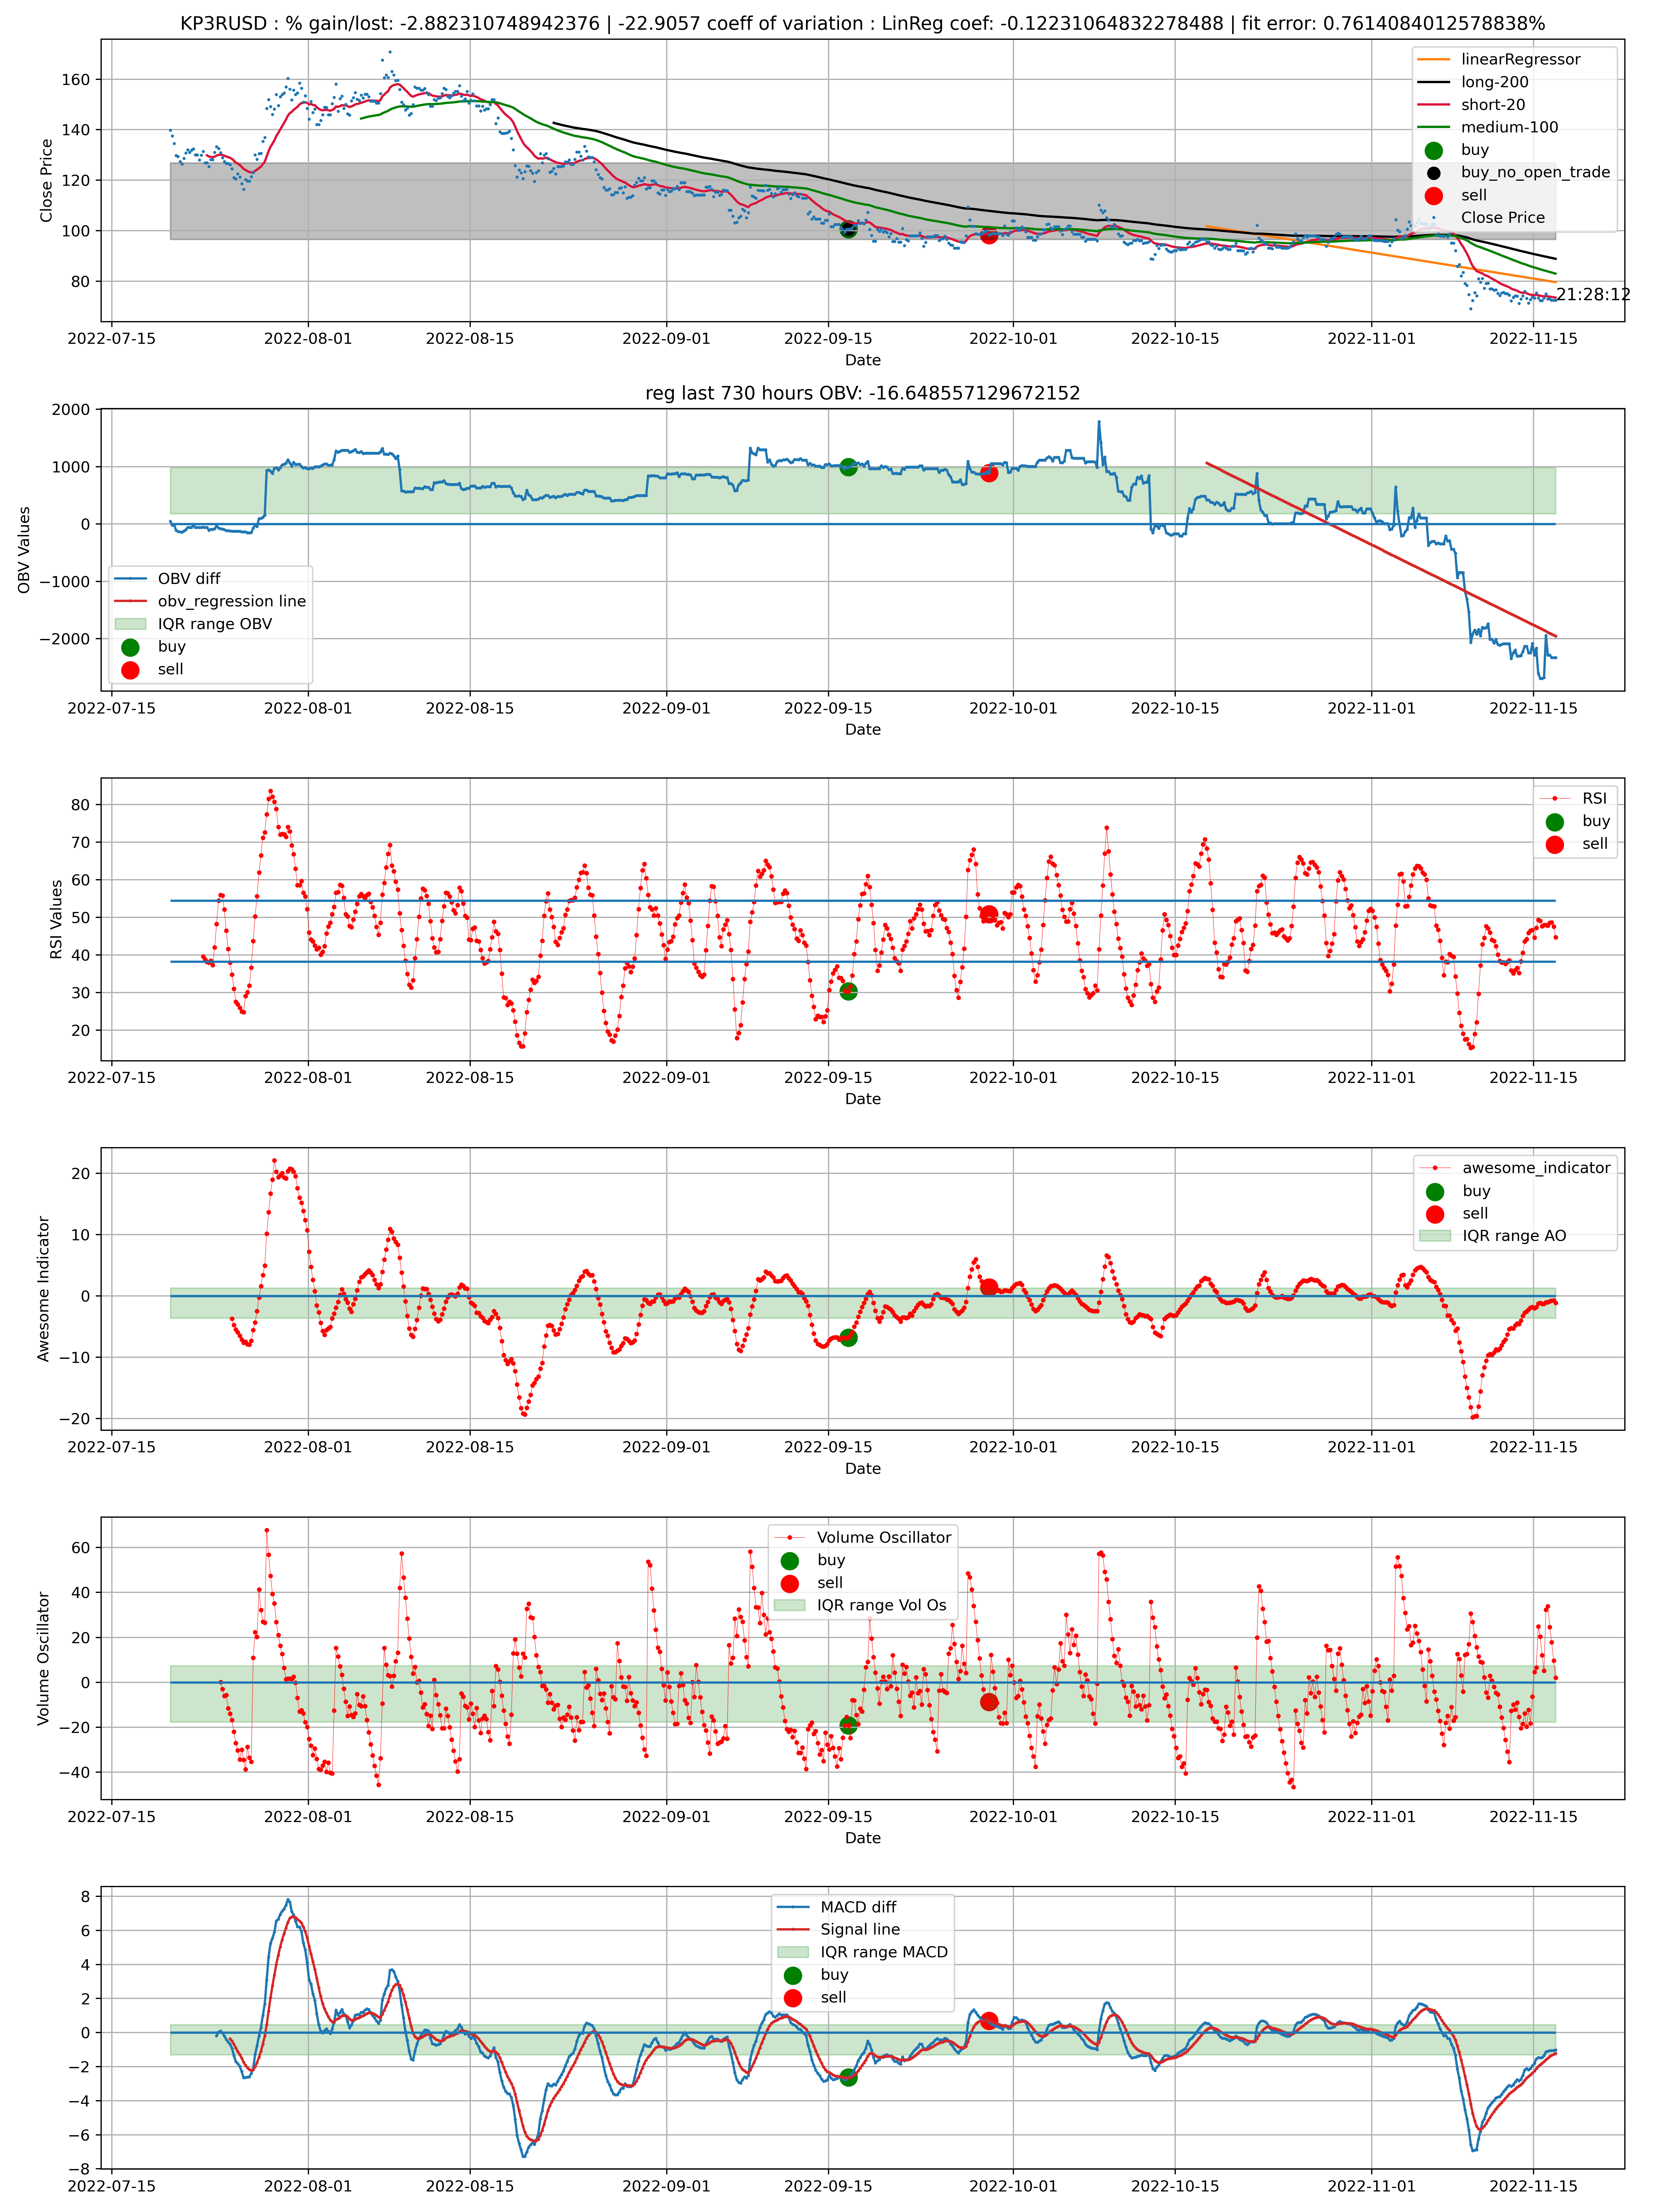 KP3RUSD : % gain/lost: -2.882310748942376 | -22.9057 coeff of variation : LinReg coef: -0.12231064832278488 | fit error: 0.7614084012578838%
Close Price
160
140
120
100
80
linearRegressor
long-200
short-20
medium-100
buy
buy_no_open_trade
sell
Close Price
21:28:12
2022-07-15 2022-08-01 2022-08-15 2022-09-01 2022-09-15 2022-10-01 2022-10-15 2022-11-01 2022-11-15
Date
reg last 730 hours OBV: -16.648557129672152
OBV Values
2000
1000
0
−1000
−2000
OBV diff
obv_regression line
IQR range OBV
buy
sell
2022-07-15 2022-08-01 2022-08-15 2022-09-01 2022-09-15 2022-10-01 2022-10-15 2022-11-01 2022-11-15
Date
RSI Values
80
70
60
50
40
30
20
RSI
buy
sell
2022-07-15 2022-08-01 2022-08-15 2022-09-01 2022-09-15 2022-10-01 2022-10-15 2022-11-01 2022-11-15
Date
Awesome Indicator
20
10
0
−10
−20
awesome_indicator
buy
sell
IQR range AO
2022-07-15 2022-08-01 2022-08-15 2022-09-01 2022-09-15 2022-10-01 2022-10-15 2022-11-01 2022-11-15
Date
Volume Oscillator
60
40
20
0
−20
−40
Volume Oscillator
buy
sell
IQR range Vol Os
2022-07-15 2022-08-01 2022-08-15 2022-09-01 2022-09-15 2022-10-01 2022-10-15 2022-11-01 2022-11-15
Date
8
6
4
2
0
−2
−4
−6
−8
MACD diff
Signal line
IQR range MACD
buy
sell
2022-07-15 2022-08-01 2022-08-15 2022-09-01 2022-09-15 2022-10-01 2022-10-15 2022-11-01 2022-11-15